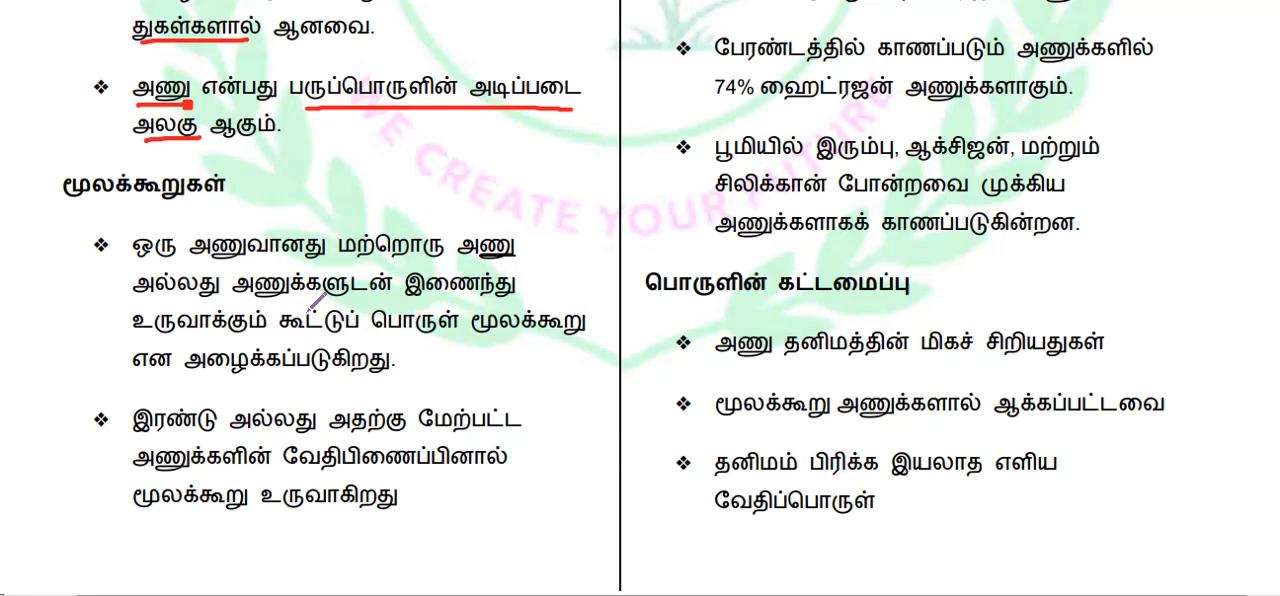 துகள்களால் ஆனவை.
❖ அணு என்பது பருப்பொருளின் அடிப்படை
அலகு ஆகும்.
மூலக்கூறுகள்
❖ ஒரு அணுவானது மற்றொரு அணு
அல்லது அணுக்களுடன் இணைந்து
உருவாக்கும் கூட்டுப் பொருள் மூலக்கூறு
என அழைக்கப்படுகிறது.
❖ இரண்டு அல்லது அதற்கு மேற்பட்ட
அணுக்களின் வேதிபிணைப்பினால்
மூலக்கூறு உருவாகிறது
❖ பேரண்டத்தில் காணப்படும் அணுக்களில்
74% ஹைட்ரஜன் அணுக்களாகும்.
❖ பூமியில் இரும்பு, ஆக்சிஜன், மற்றும்
சிலிக்கான் போன்றவை முக்கிய
அணுக்களாகக் காணப்படுகின்றன.
பொருளின் கட்டமைப்பு
❖ அணு தனிமத்தின் மிகச் சிறியதுகள்
❖ மூலக்கூறு அணுக்களால் ஆக்கப்பட்டவை
❖ தனிமம் பிரிக்க இயலாத எளிய
வேதிப்பொருள்
WE CREATE YOUR FUTURE